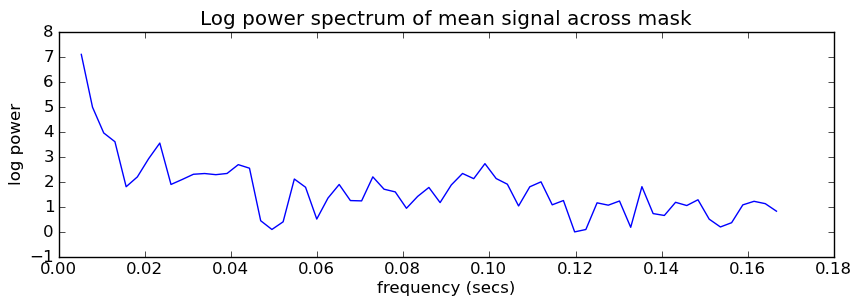 Log power spectrum of mean signal across mask
8
7
6
5
4
3
2
1
0
−1
log power
0.00 0.02 0.04 0.06 0.08 0.10 0.12 0.14 0.16 0.18
frequency (secs)